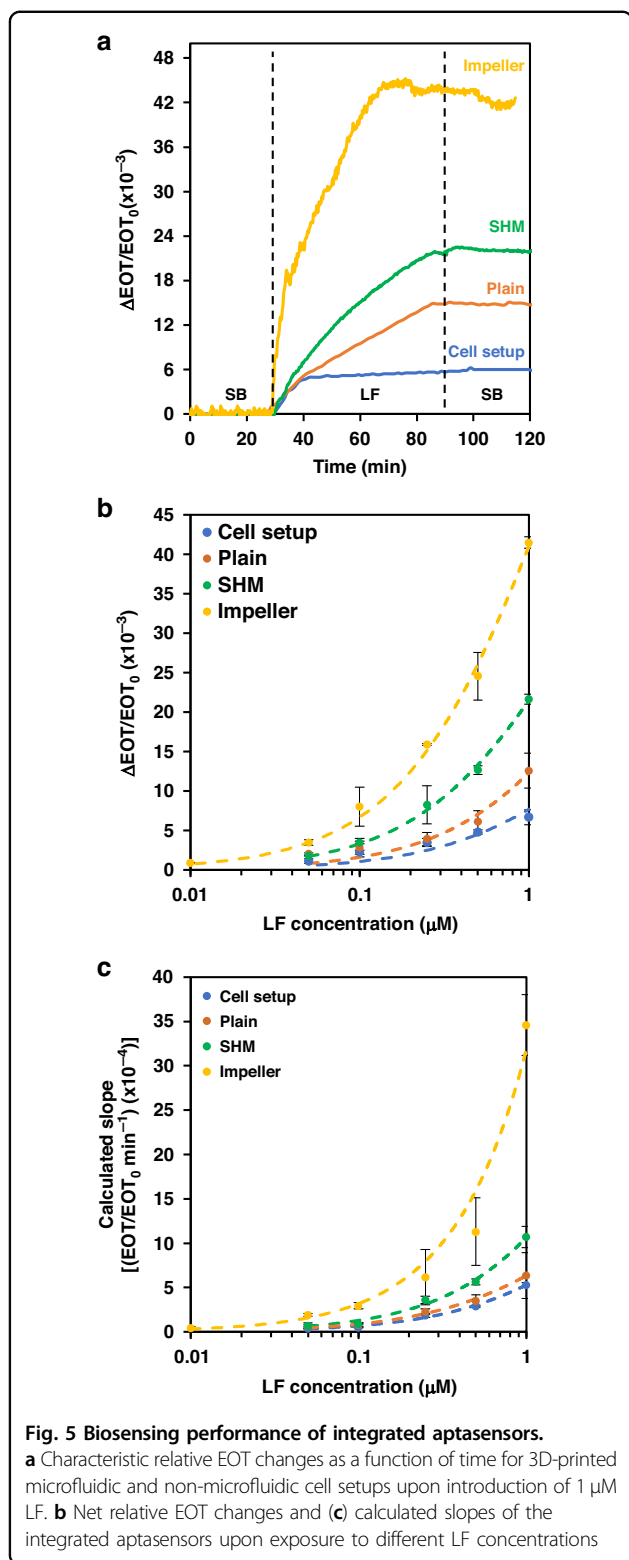 a
48
42
36
30
24
18
12
6
0
ΔEOT/EOT₀(x10⁻³)
Impeller
SHM
Plain
Cell setup
SB
LF
SB
0
20
40
60
80
100
120
Time (min)
b
45
40
35
30
25
20
15
10
5
0
ΔEOT/EOT₀ (x10⁻³)
Cell setup
Plain
SHM
Impeller
0.01
0.1
1
LF concentration (μM)
c
40
35
30
25
20
15
10
5
0
Calculated slope
[(EOT/EOT₀ min⁻¹) (x10⁻⁴)]
Cell setup
Plain
SHM
Impeller
0.01
0.1
1
LF concentration (μM)
Fig. 5 Biosensing performance of integrated aptasensors.
a Characteristic relative EOT changes as a function of time for 3D-printed
microfluidic and non-microfluidic cell setups upon introduction of 1 μM
LF. b Net relative EOT changes and (c) calculated slopes of the
integrated aptasensors upon exposure to different LF concentrations